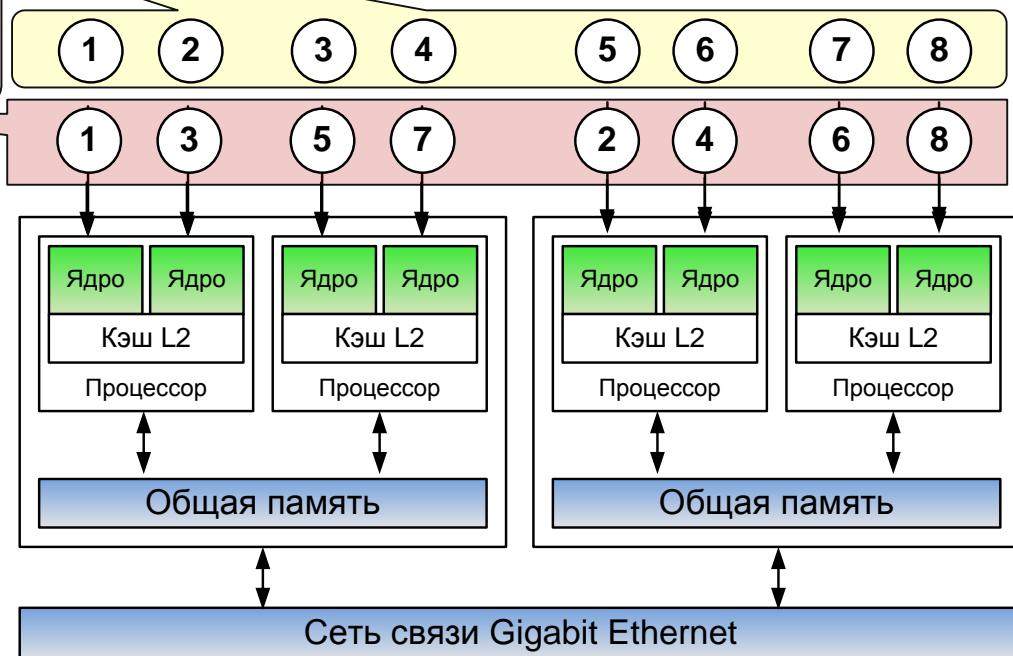 1 2 3 4 5 6 7 8
1 3 5 7 2 4 6 8
Ядро Ядро Ядро Ядро Ядро Ядро Ядро Ядро
Кэш L2 Кэш L2 Кэш L2 Кэш L2
Процессор Процессор Процессор Процессор
Общая память Общая память
Сеть связи Gigabit Ethernet